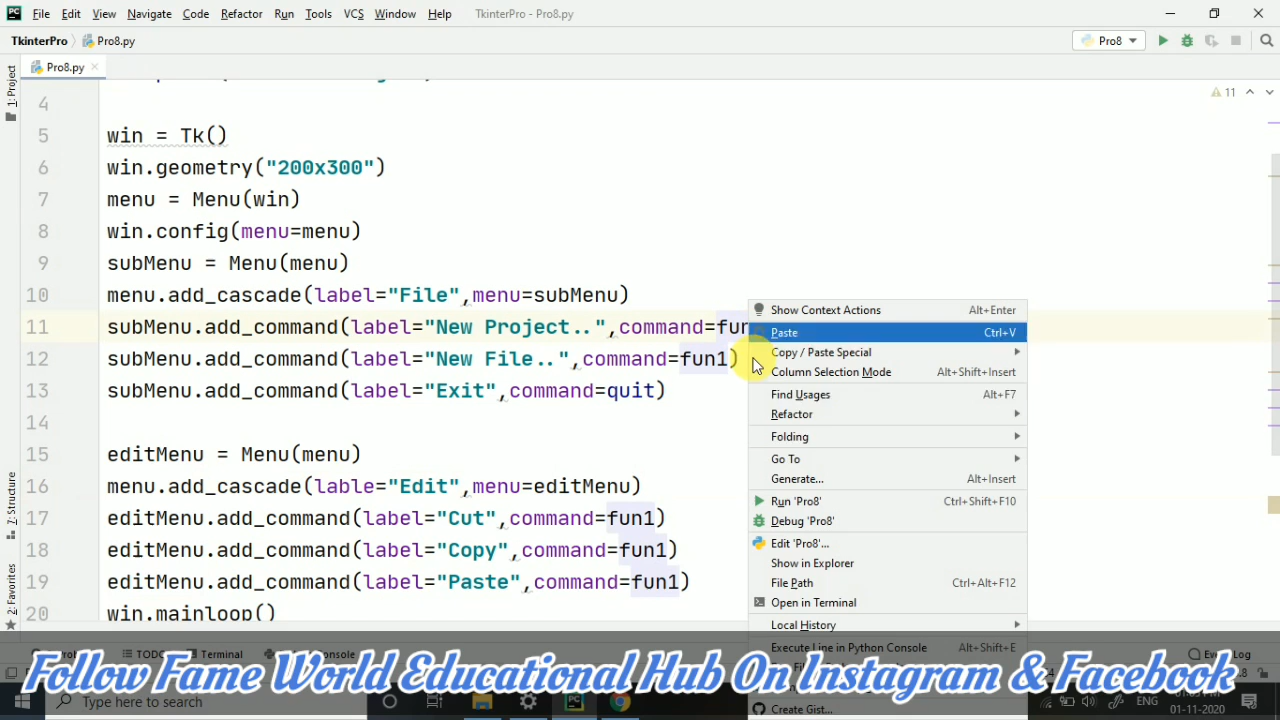 File Edit View Navigate Code Refactor Run Tools VCS Window Help TkinterPro - Pro8.py
TkinterPro Pro8.py Pro8
1: Project Pro8.py
4 11
5 win = Tk()
6 win.geometry("200x300")
7 menu = Menu(win)
8 win.config(menu=menu)
9 subMenu = Menu(menu)
10 menu.add_cascade(label="File",menu=subMenu)
11 subMenu.add_command(label="New Project..",command=fun
12 subMenu.add_command(label="New File..",command=fun1)
13 subMenu.add_command(label="Exit",command=quit)
14
15 editMenu = Menu(menu)
16 menu.add_cascade(lable="Edit",menu=editMenu)
17 editMenu.add_command(label="Cut",command=fun1)
18 editMenu.add_command(label="Copy",command=fun1)
19 editMenu.add_command(label="Paste",command=fun1)
20 win.mainloop()
Show Context Actions Alt+Enter
Paste Ctrl+V
Copy / Paste Special
Column Selection Mode Alt+Shift+Insert
Find Usages Alt+F7
Refactor
Folding
Go To
Generate... Alt+Insert
Run 'Pro8' Ctrl+Shift+F10
Debug 'Pro8'
Edit 'Pro8'...
Show in Explorer
File Path Ctrl+Alt+F12
Open in Terminal
Local History
Execute Line in Python Console Alt+Shift+E
Create Gist...
Z: Structure
2: Favorites
TODO Terminal
Follow Fame World Educational Hub On Instagram & Facebook
Type here to search ENG
01-11-2020